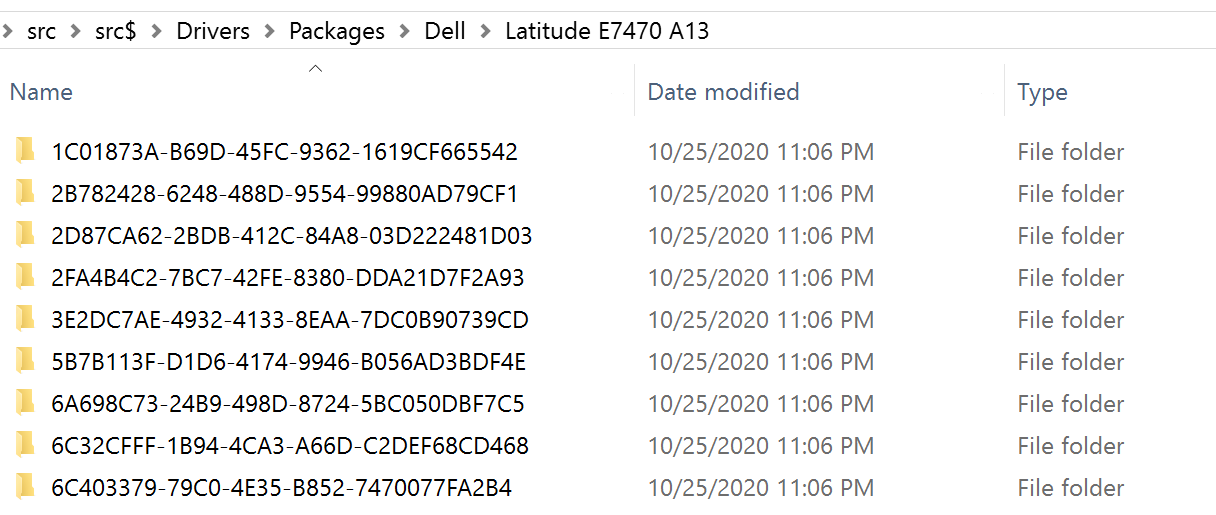 src > src$ > Drivers > Packages > Dell > Latitude E7470 A13
Name Date modified Type
1C01873A-B69D-45FC-9362-1619CF665542 10/25/2020 11:06 PM File folder
2B782428-6248-488D-9554-99880AD79CF1 10/25/2020 11:06 PM File folder
2D87CA62-2BDB-412C-84A8-03D222481D03 10/25/2020 11:06 PM File folder
2FA4B4C2-7BC7-42FE-8380-DDA21D7F2A93 10/25/2020 11:06 PM File folder
3E2DC7AE-4932-4133-8EAA-7DC0B90739CD 10/25/2020 11:06 PM File folder
5B7B113F-D1D6-4174-9946-B056AD3BDF4E 10/25/2020 11:06 PM File folder
6A698C73-24B9-498D-8724-5BC050DBF7C5 10/25/2020 11:06 PM File folder
6C32CFFF-1B94-4CA3-A66D-C2DEF68CD468 10/25/2020 11:06 PM File folder
6C403379-79C0-4E35-B852-7470077FA2B4 10/25/2020 11:06 PM File folder